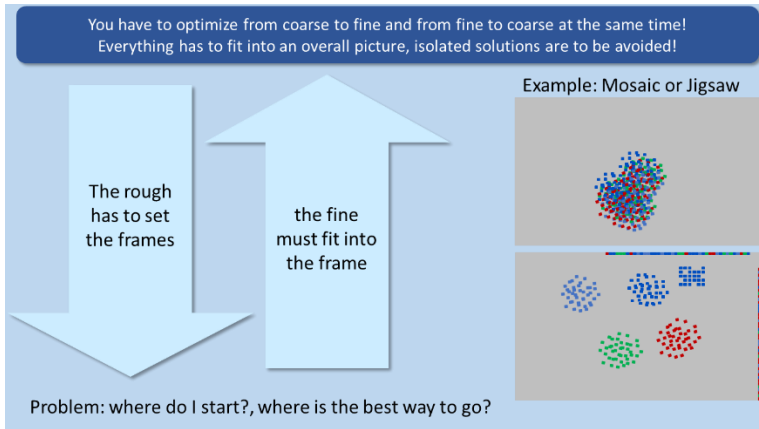 You have to optimize from coarse to fine and from fine to coarse at the same time!
Everything has to fit into an overall picture, isolated solutions are to be avoided!
Example: Mosaic or Jigsaw
The rough
has to set
the frames
the fine
must fit into
the frame
Problem: where do I start?, where is the best way to go?